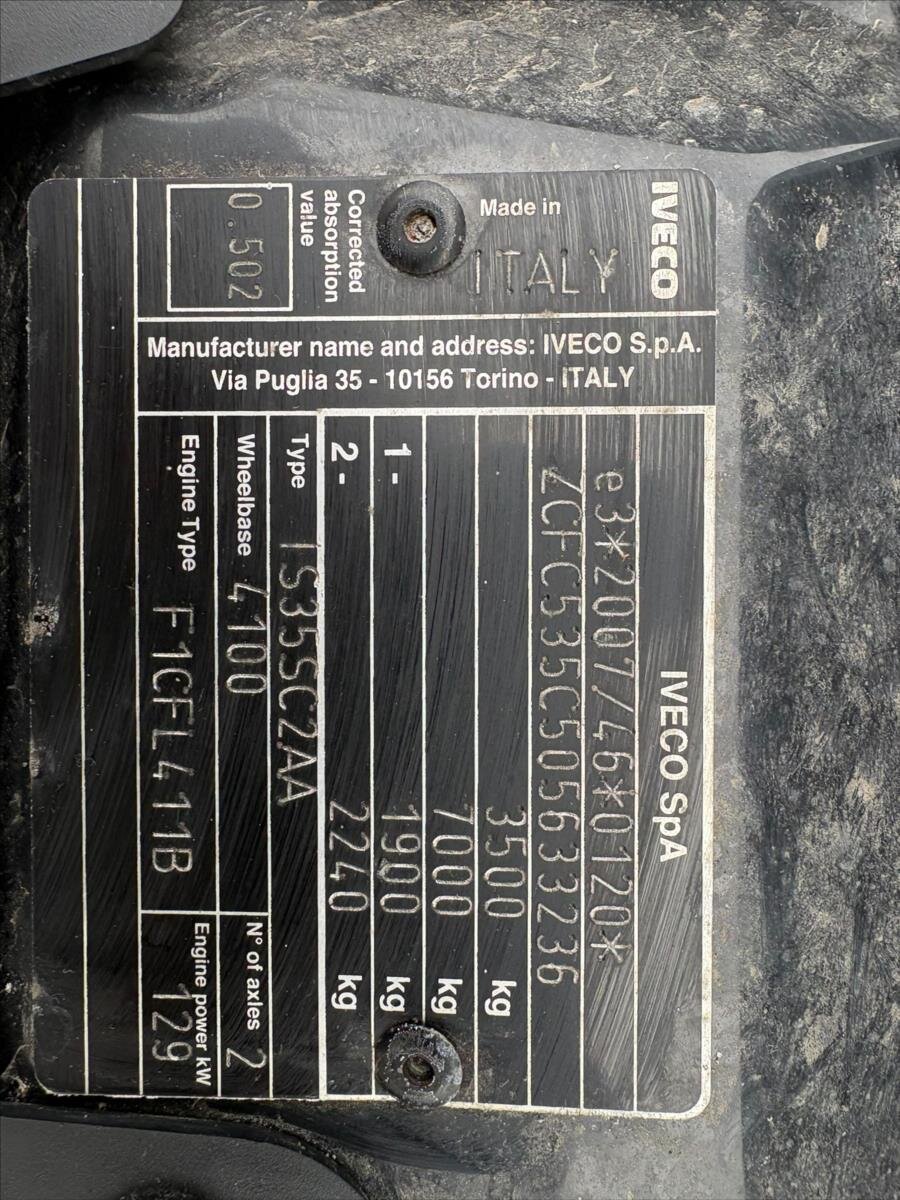 IVECO SpA
e3*2007/46*0120*
ZCFC535C505633236
3500 kg
7000 kg
1- 1900 kg
2- 2240 kg
Type IS35SC2AA
Wheelbase 4100 N° of axles 2
Engine Type F1CFL411B Engine power kW 129
Manufacturer name and address: IVECO S.p.A.
Via Puglia 35 - 10156 Torino - ITALY
IVECO
Made in
ITALY
Corrected
absorption
value
0.502